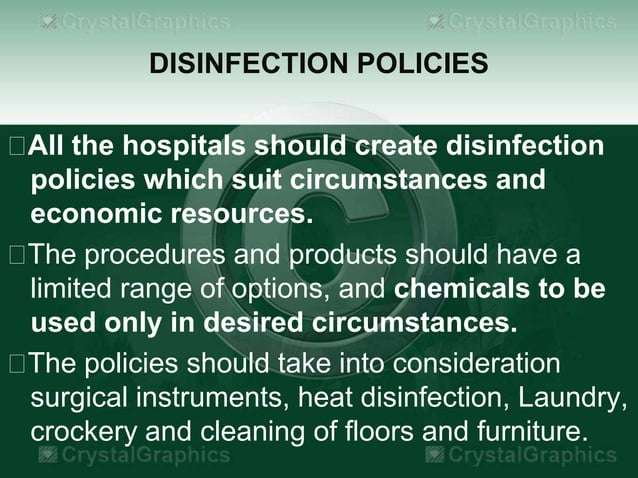 CrystalGraphics CrystalGraphics
DISINFECTION POLICIES
All the hospitals should create disinfection
policies which suit circumstances and
economic resources.
The procedures and products should have a
limited range of options, and chemicals to be
used only in desired circumstances.
The policies should take into consideration
surgical instruments, heat disinfection, Laundry,
crockery and cleaning of floors and furniture.
CrystalGraphics CrystalGraphics